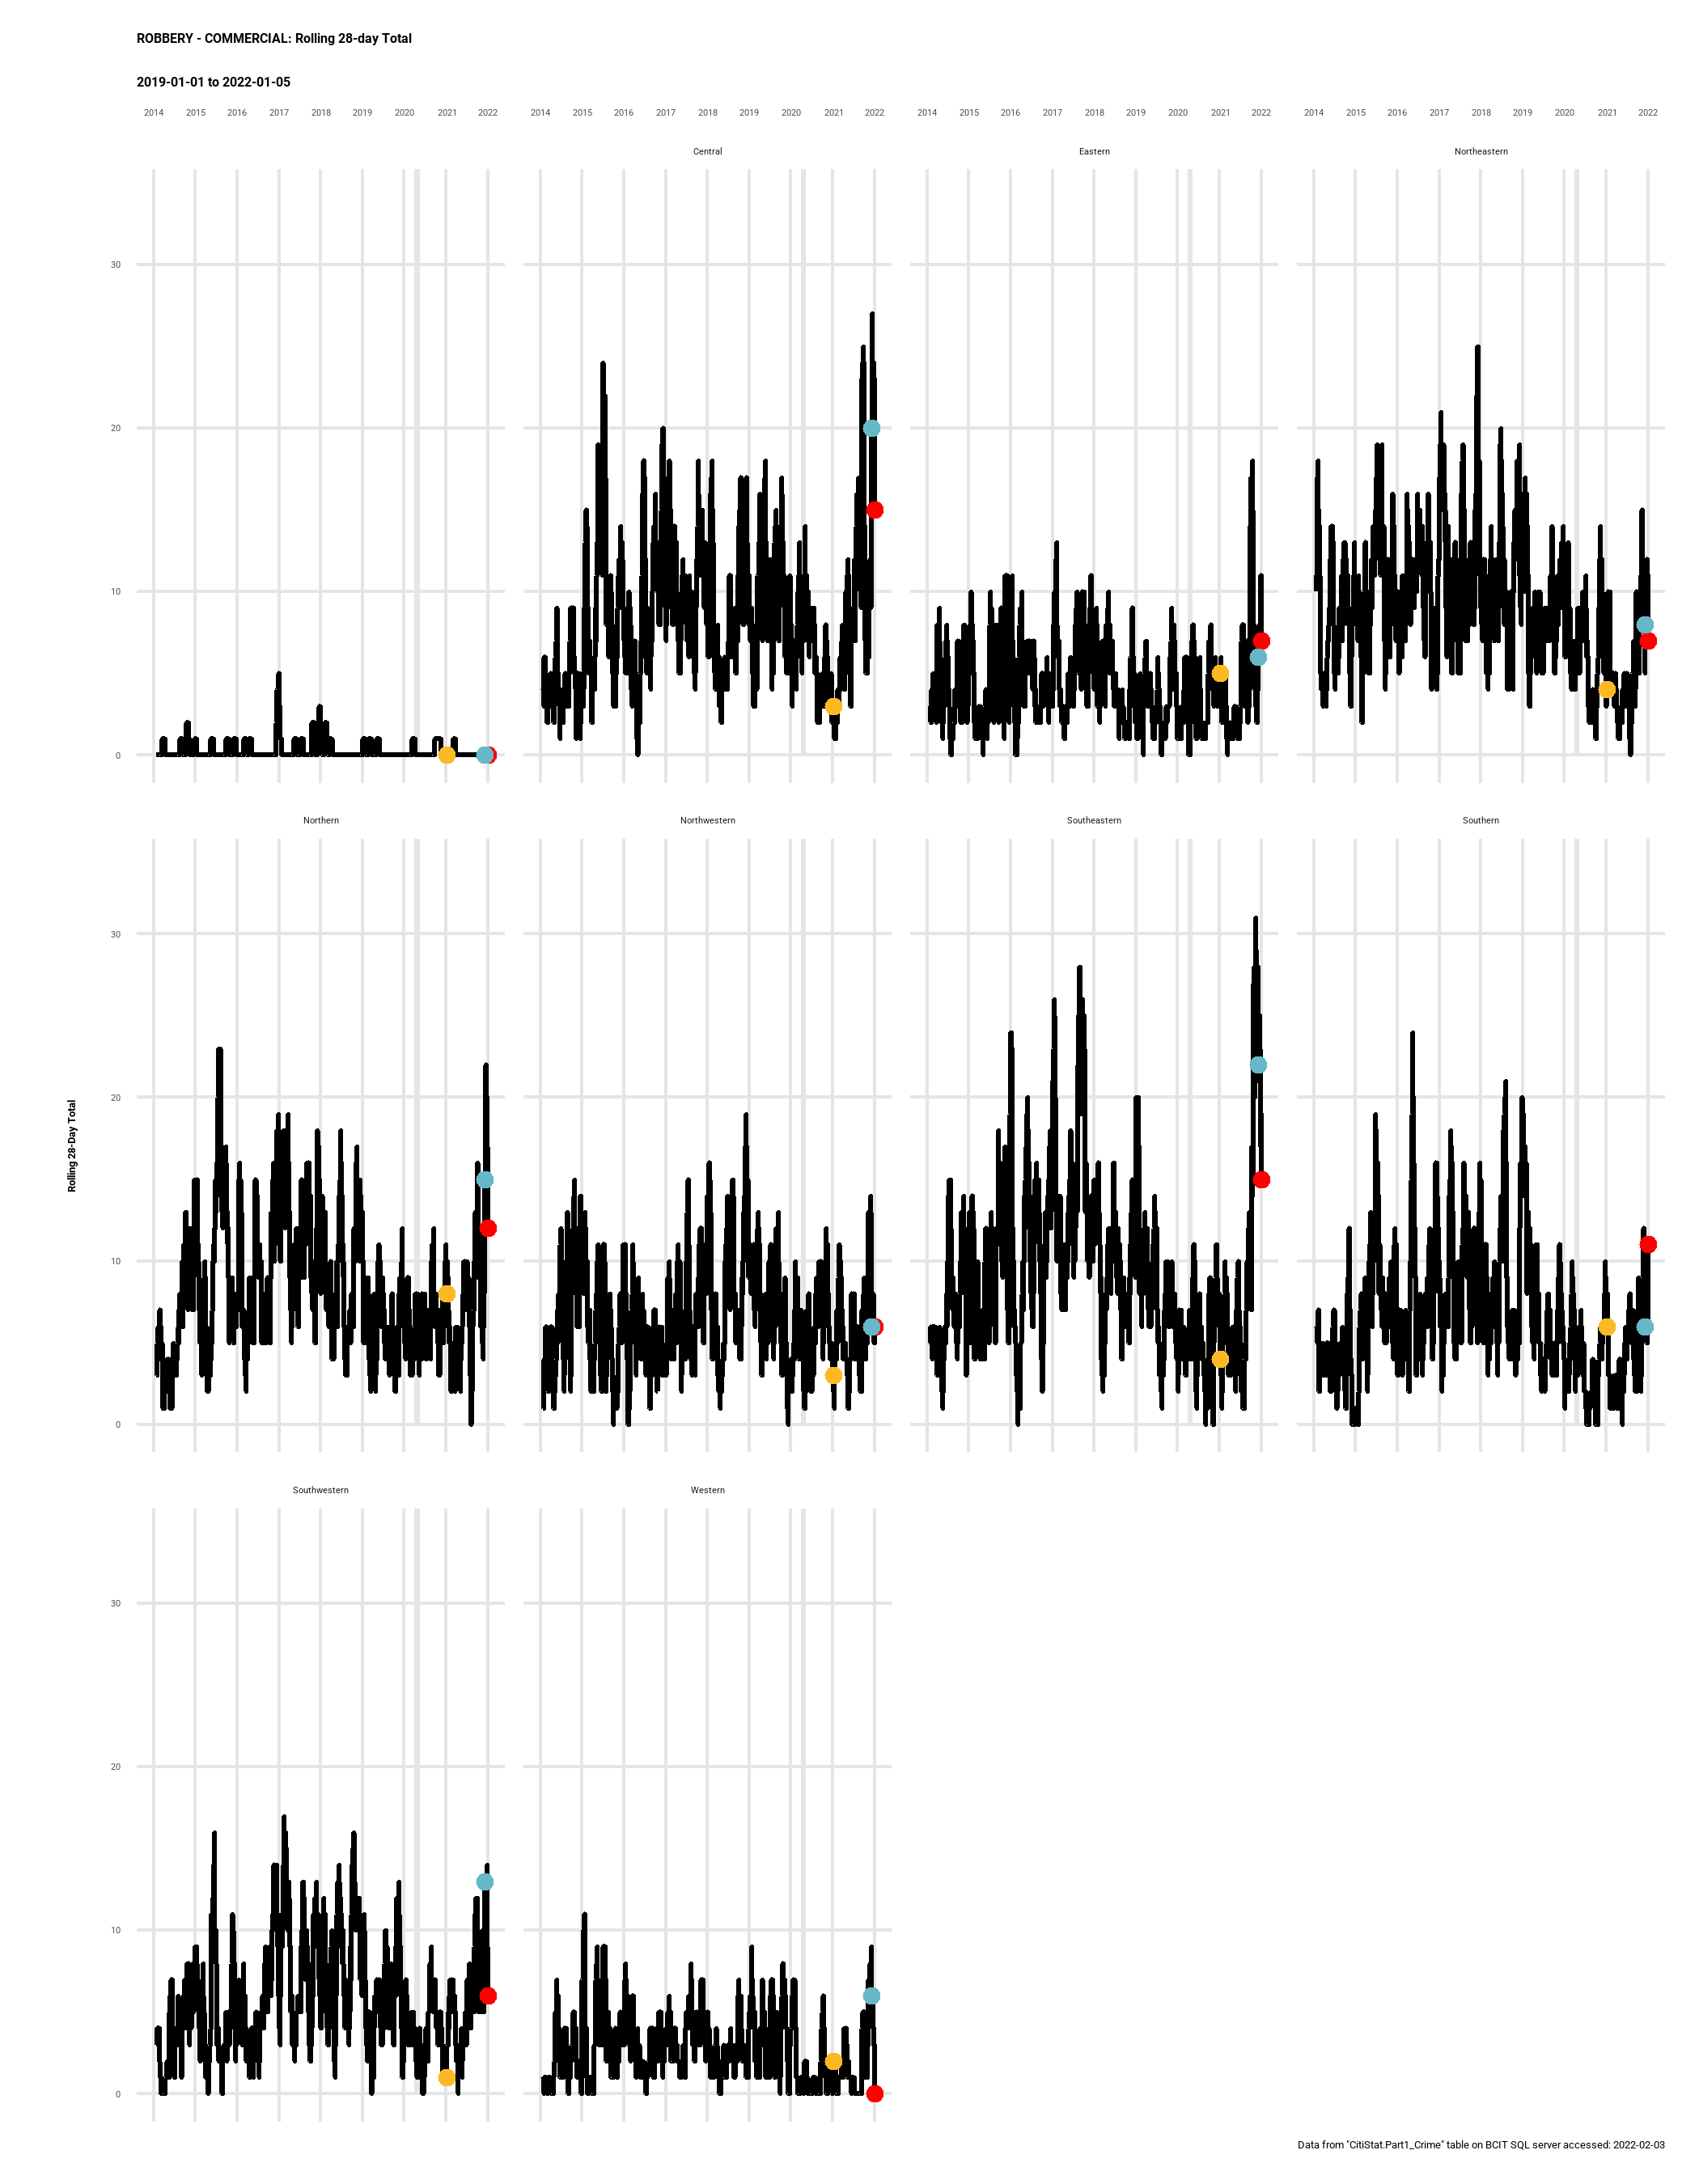 ROBBERY - COMMERCIAL: Rolling 28-day Total
2019-01-01 to 2022-01-05
2014 2015 2016 2017 2018 2019 2020 2021 2022 2014 2015 2016 2017 2018 2019 2020 2021 2022 2014 2015 2016 2017 2018 2019 2020 2021 2022 2014 2015 2016 2017 2018 2019 2020 2021 2022
Central Eastern Northeastern
30
20
10
0
Northern Northwestern Southeastern Southern
30
20
10
0
Rolling 28-Day Total
Southwestern Western
30
20
10
0
Data from "CitiStat.Part1_Crime" table on BCIT SQL server accessed: 2022-02-03